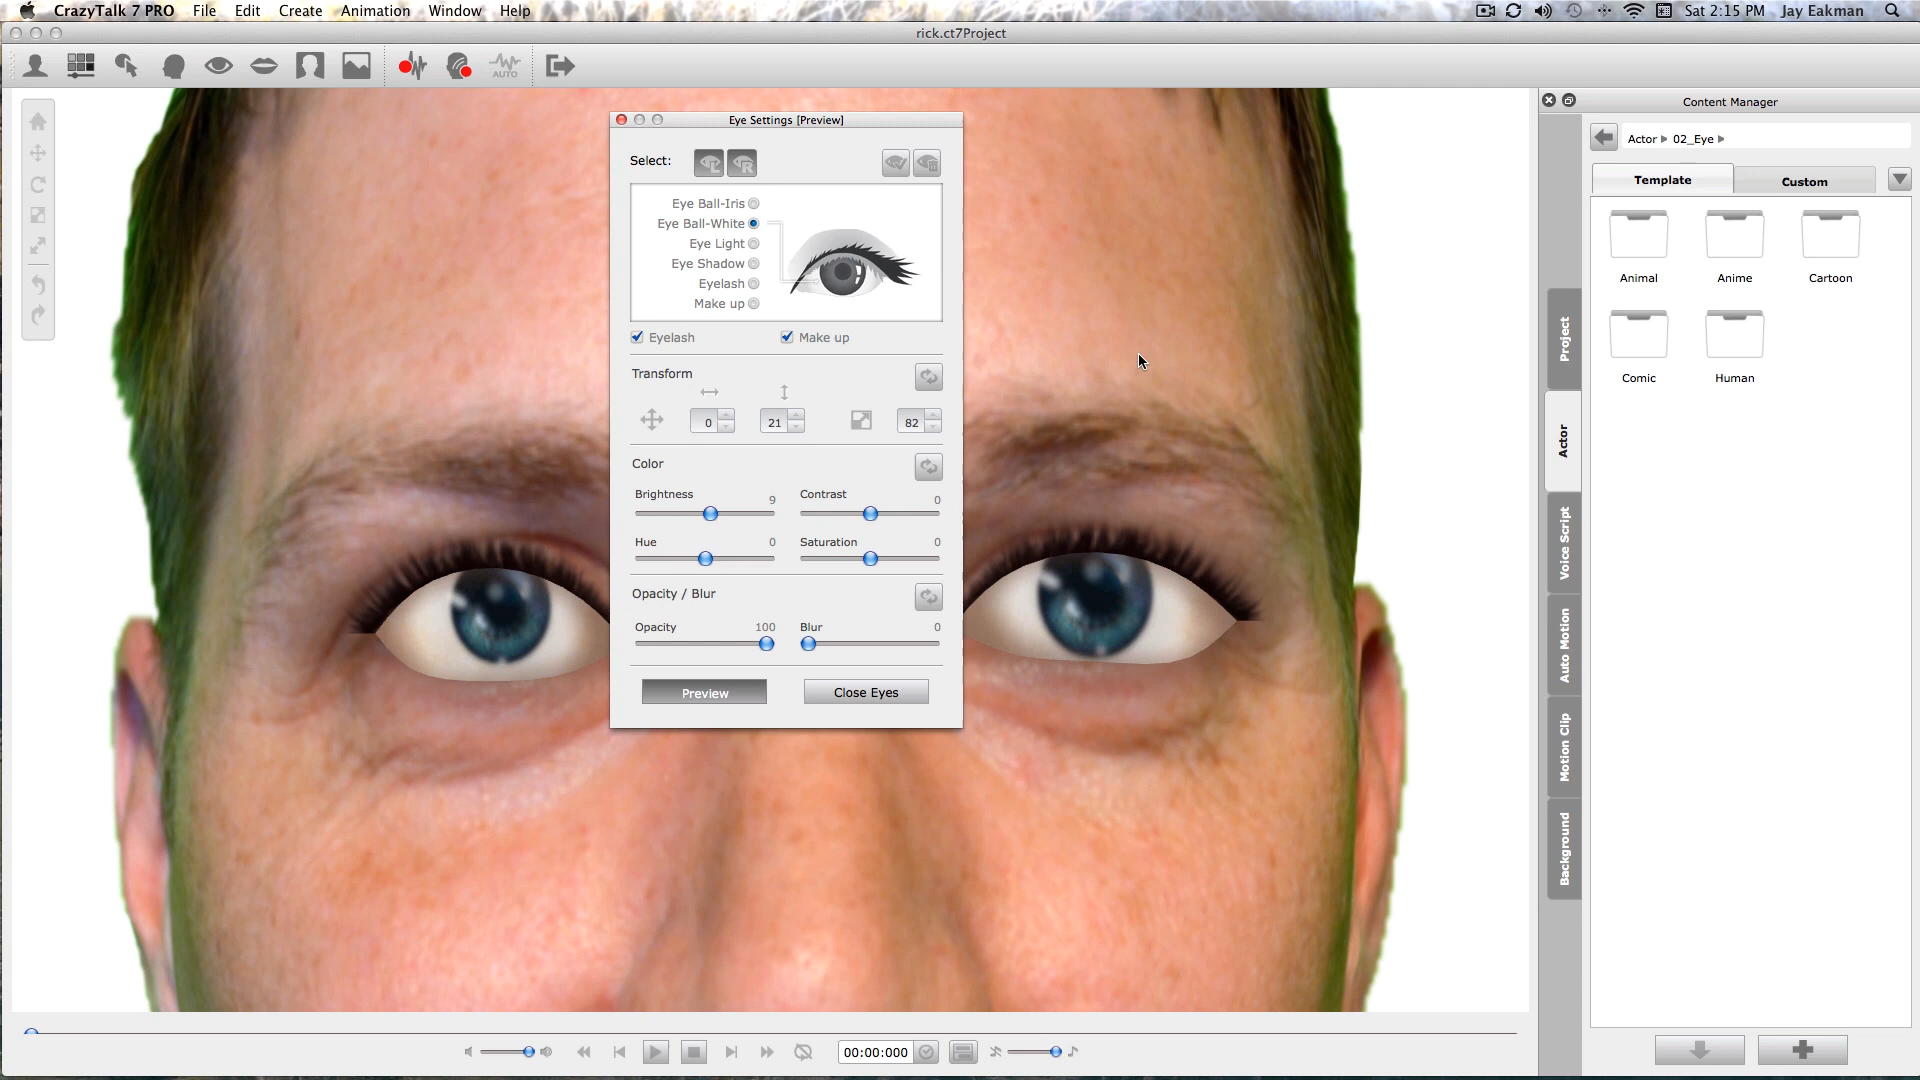 CrazyTalk 7 PRO File Edit Create Animation Window Help Sat 2:15 PM Jay Eakman
rick.ct7Project
AUTO
Eye Settings [Preview]
Select: L R
Eye Ball-Iris
Eye Ball-White
Eye Light
Eye Shadow
Eyelash
Make up
Eyelash Make up
Transform
0 21 82
Color
Brightness 9 Contrast 0
Hue 0 Saturation 0
Opacity / Blur
Opacity 100 Blur 0
Preview Close Eyes
00:00:000
Content Manager
Actor 02_Eye
Template Custom
Animal Anime Cartoon
Comic Human
Project
Actor
Voice Script
Auto Motion
Motion Clip
Background